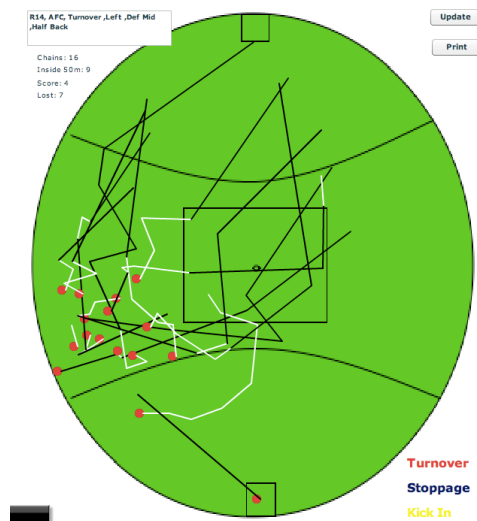 R14, AFC, Turnover ,Left ,Def Mid
,Half Back
Update
Print
Chains: 16
Inside 50m: 9
Score: 4
Lost: 7
Turnover
Stoppage
Kick In